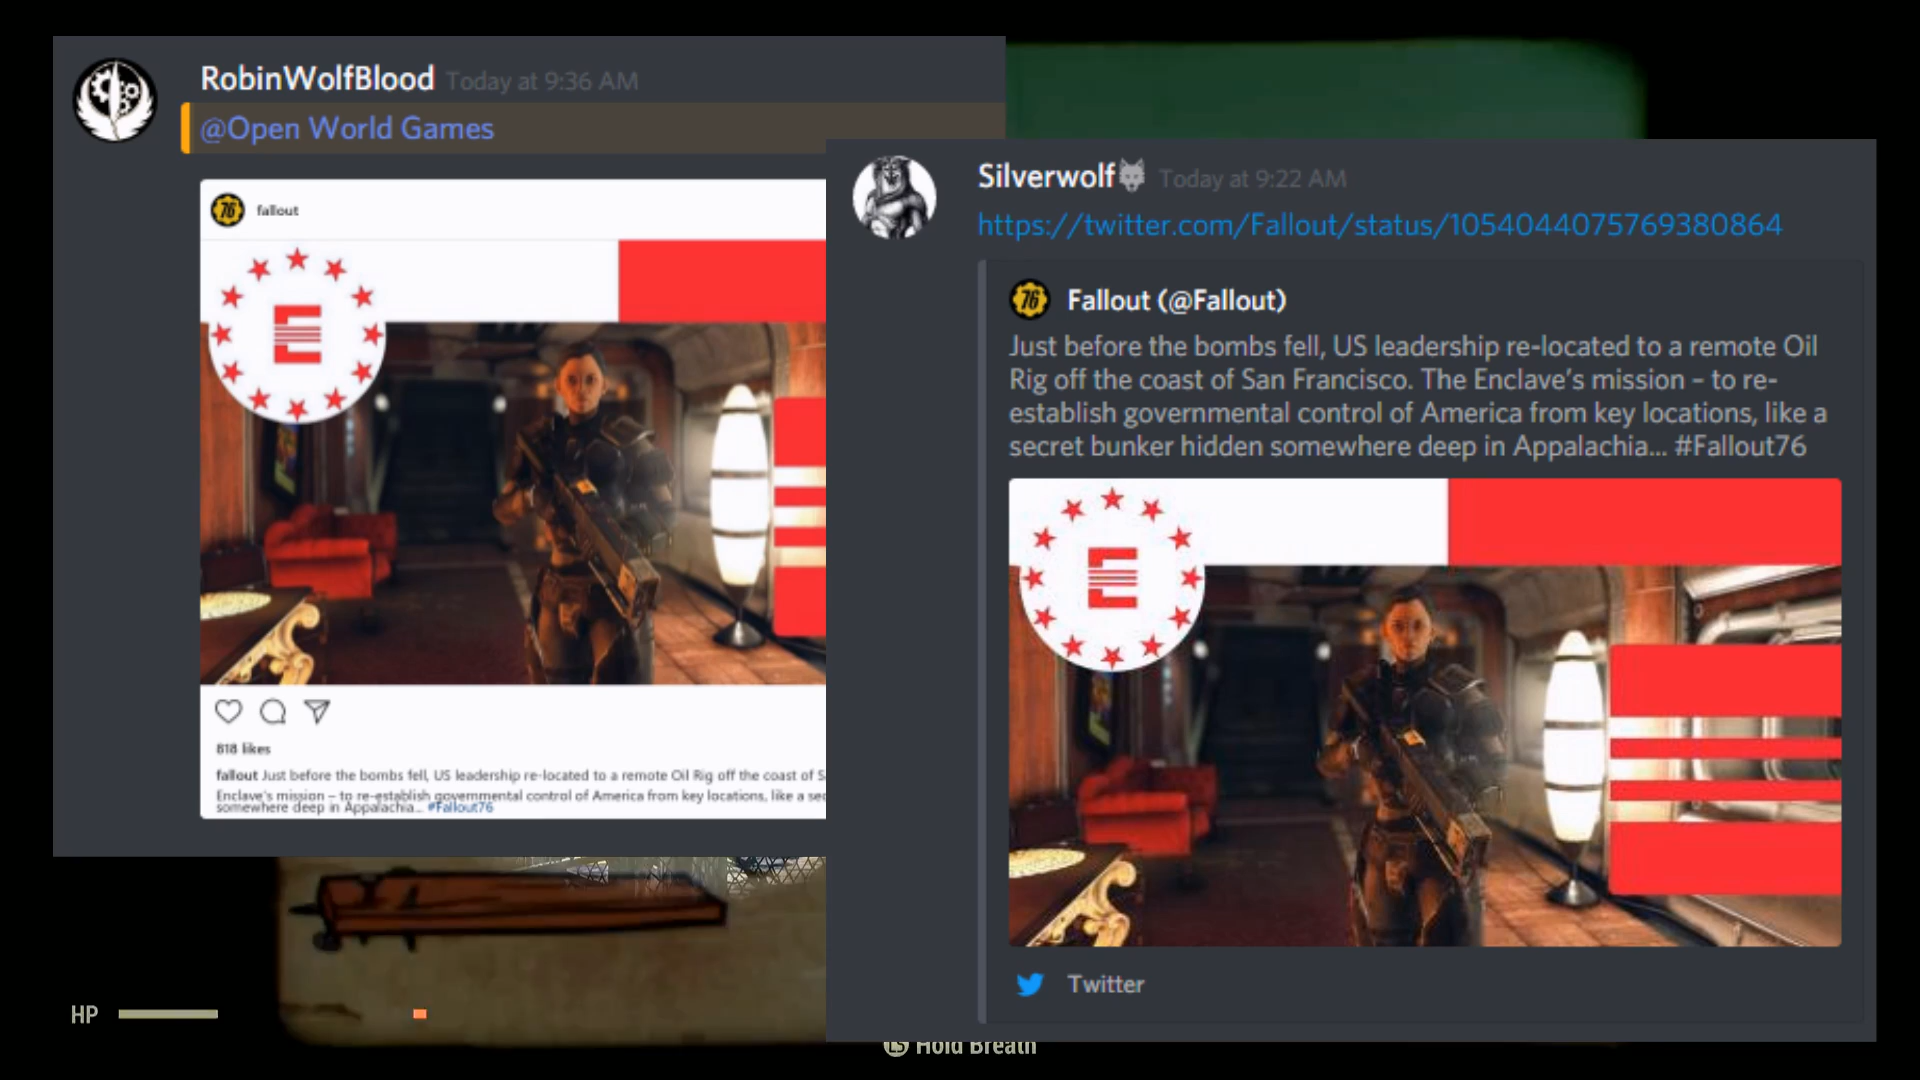 RobinWolfBlood Today at 9:36 AM
@Open World Games
76 fallout
E
818 likes
fallout Just before the bombs fell, US leadership re-located to a remote Oil Rig off the coast of S
Enclave's mission – to re-establish governmental control of America from key locations, like a sec
somewhere deep in Appalachia... #Fallout76
Silverwolf Today at 9:22 AM
https://twitter.com/Fallout/status/1054044075769380864
76 Fallout (@Fallout)
Just before the bombs fell, US leadership re-located to a remote Oil
Rig off the coast of San Francisco. The Enclave's mission – to re-
establish governmental control of America from key locations, like a
secret bunker hidden somewhere deep in Appalachia... #Fallout76
E
Twitter
HP
LS Hold Breath